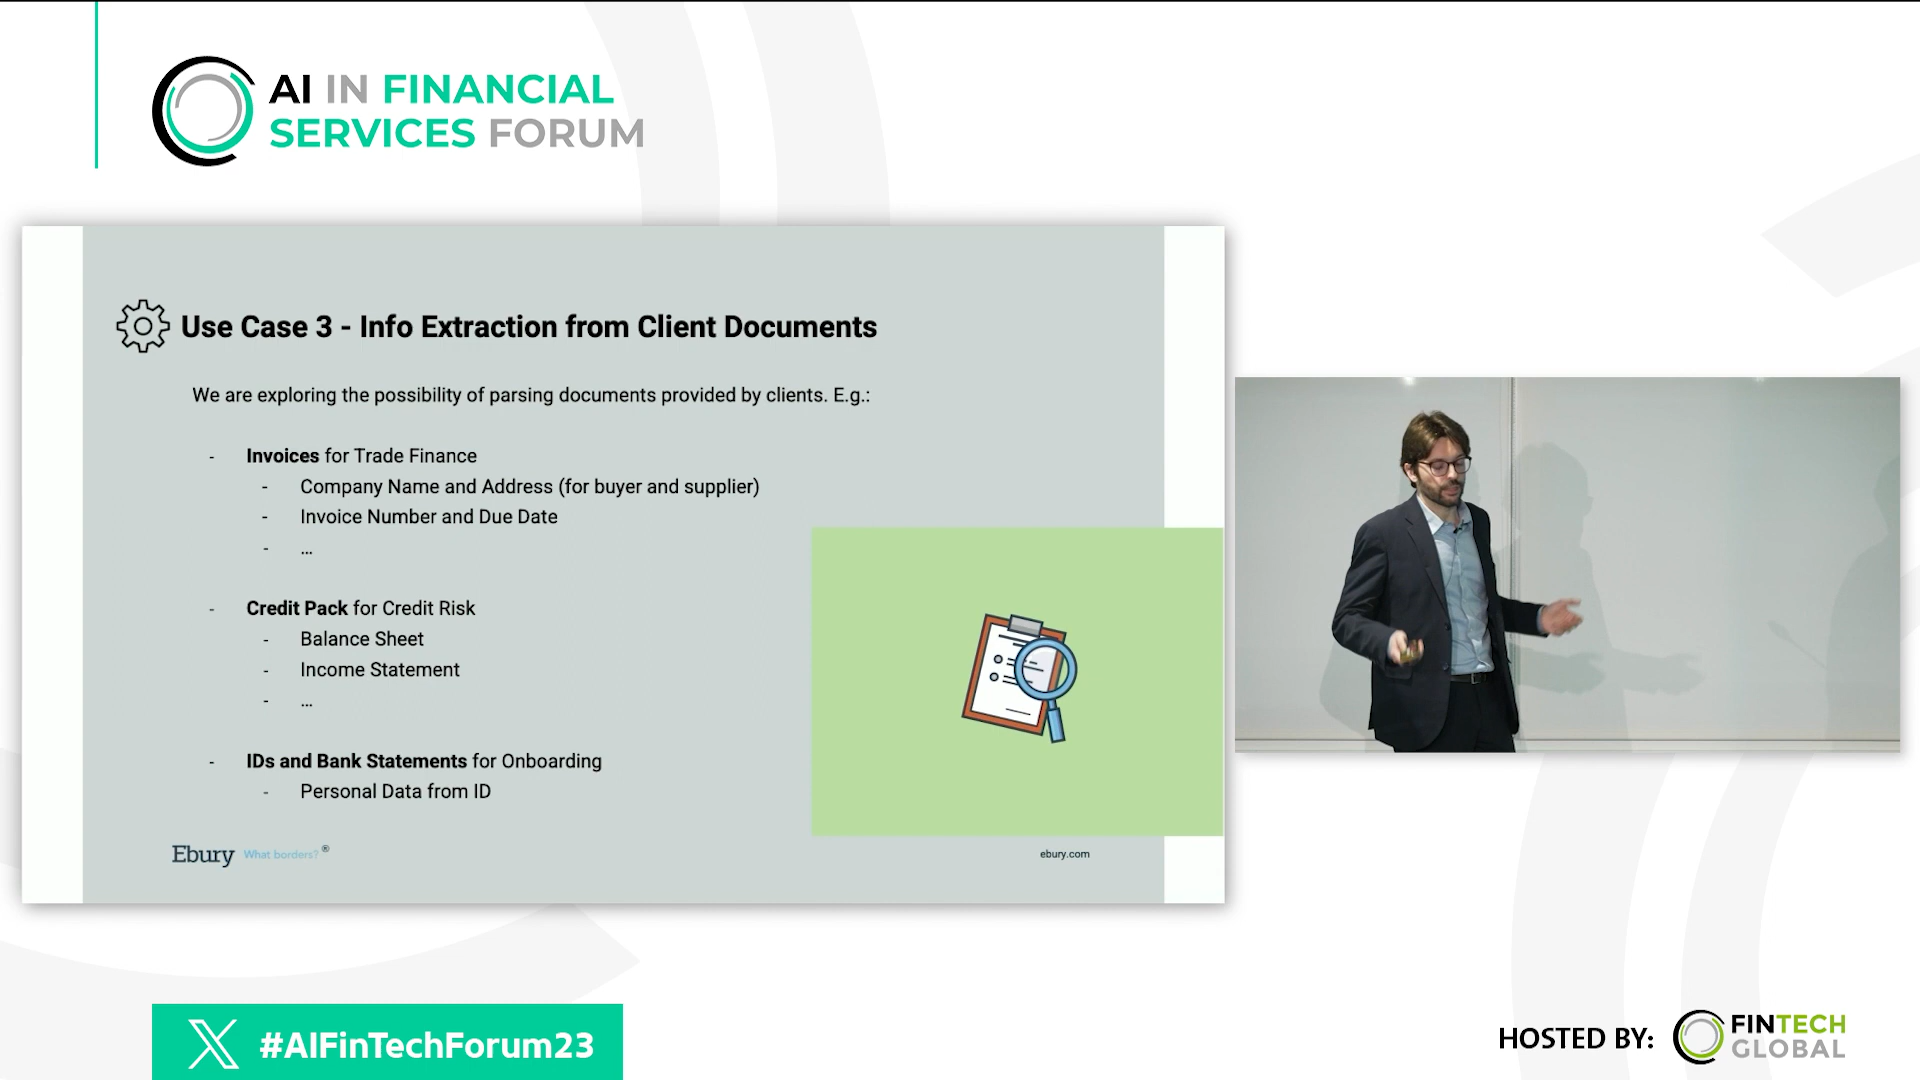 AI IN FINANCIAL
SERVICES FORUM
Use Case 3 - Info Extraction from Client Documents
We are exploring the possibility of parsing documents provided by clients. E.g.:
- Invoices for Trade Finance
- Company Name and Address (for buyer and supplier)
- Invoice Number and Due Date
- ...
- Credit Pack for Credit Risk
- Balance Sheet
- Income Statement
- ...
- IDs and Bank Statements for Onboarding
- Personal Data from ID
Ebury What borders? ®
ebury.com
X #AIFinTechForum23
HOSTED BY: FINTECH
GLOBAL